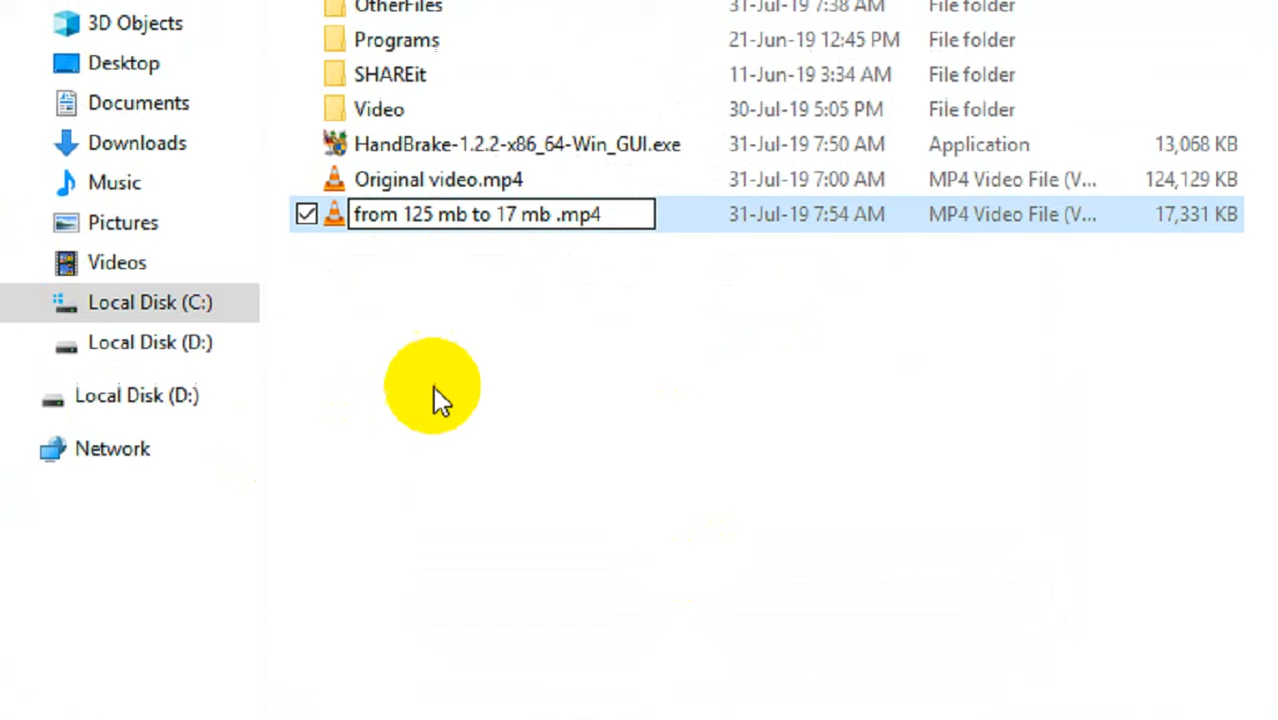 3D Objects
Desktop
Documents
Downloads
Music
Pictures
Videos
Local Disk (C:)
Local Disk (D:)
Local Disk (D:)
Network
OtherFiles 31-Jul-19 7:38 AM File folder
Programs 21-Jun-19 12:45 PM File folder
SHAREit 11-Jun-19 3:34 AM File folder
Video 30-Jul-19 5:05 PM File folder
HandBrake-1.2.2-x86_64-Win_GUI.exe 31-Jul-19 7:50 AM Application 13,068 KB
Original video.mp4 31-Jul-19 7:00 AM MP4 Video File (V... 124,129 KB
from 125 mb to 17 mb .mp4 31-Jul-19 7:54 AM MP4 Video File (V... 17,331 KB